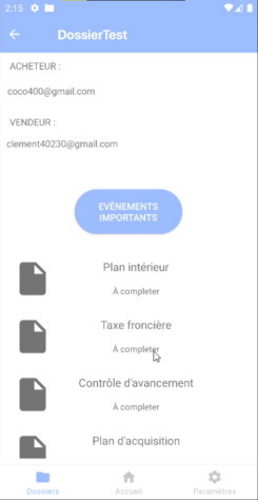 2:15
DossierTest
ACHETEUR :
coco400@gmail.com
VENDEUR :
clement40230@gmail.com
EVÈNEMENTS
IMPORTANTS
Plan intérieur
À completer
Taxe froncière
À completer
Contrôle d'avancement
À completer
Plan d'acquisition
Dossiers
Accueil
Paramètres